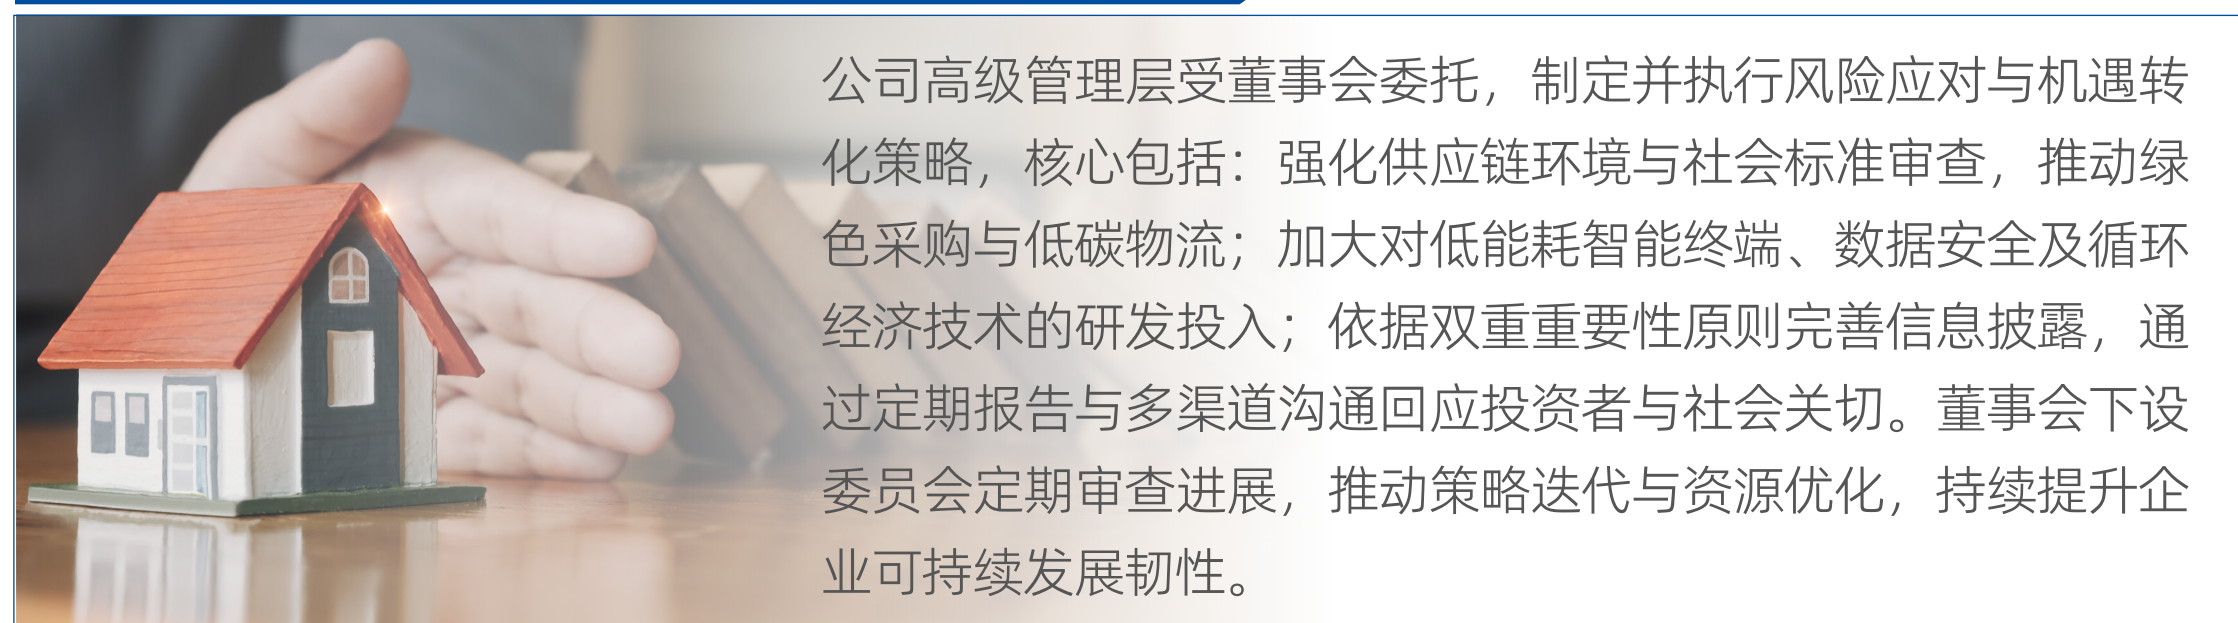 公司高级管理层受董事会委托，制定并执行风险应对与机遇转
化策略，核心包括：强化供应链环境与社会标准审查，推动绿
色采购与低碳物流；加大对低能耗智能终端、数据安全及循环
经济技术的研发投入；依据双重重要性原则完善信息披露，通
过定期报告与多渠道沟通回应投资者与社会关切。董事会下设
委员会定期审查进展，推动策略迭代与资源优化，持续提升企
业可持续发展韧性。